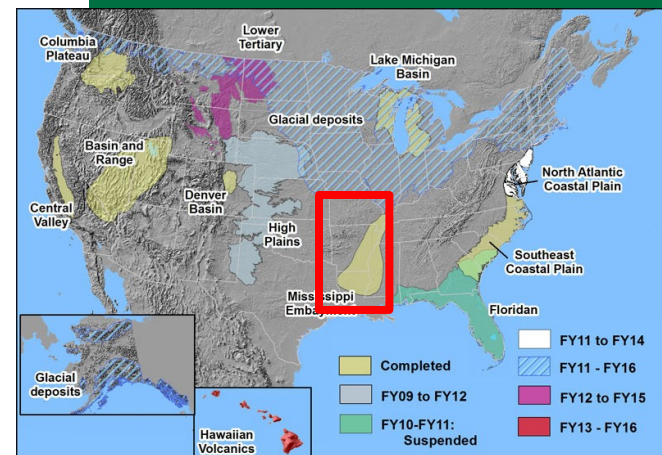 Columbia
Plateau
Lower
Tertiary
Lake Michigan
Basin
Glacial deposits
Basin and
Range
North Atlantic
Coastal Plain
Central
Valley
Denver
Basin
High
Plains
Southeast
Coastal Plain
Mississippi
Embayment
Floridan
Glacial
deposits
Hawaiian
Volcanics
Completed
FY09 to FY12
FY10-FY11:
Suspended
FY11 to FY14
FY11 - FY16
FY12 to FY15
FY13 - FY16